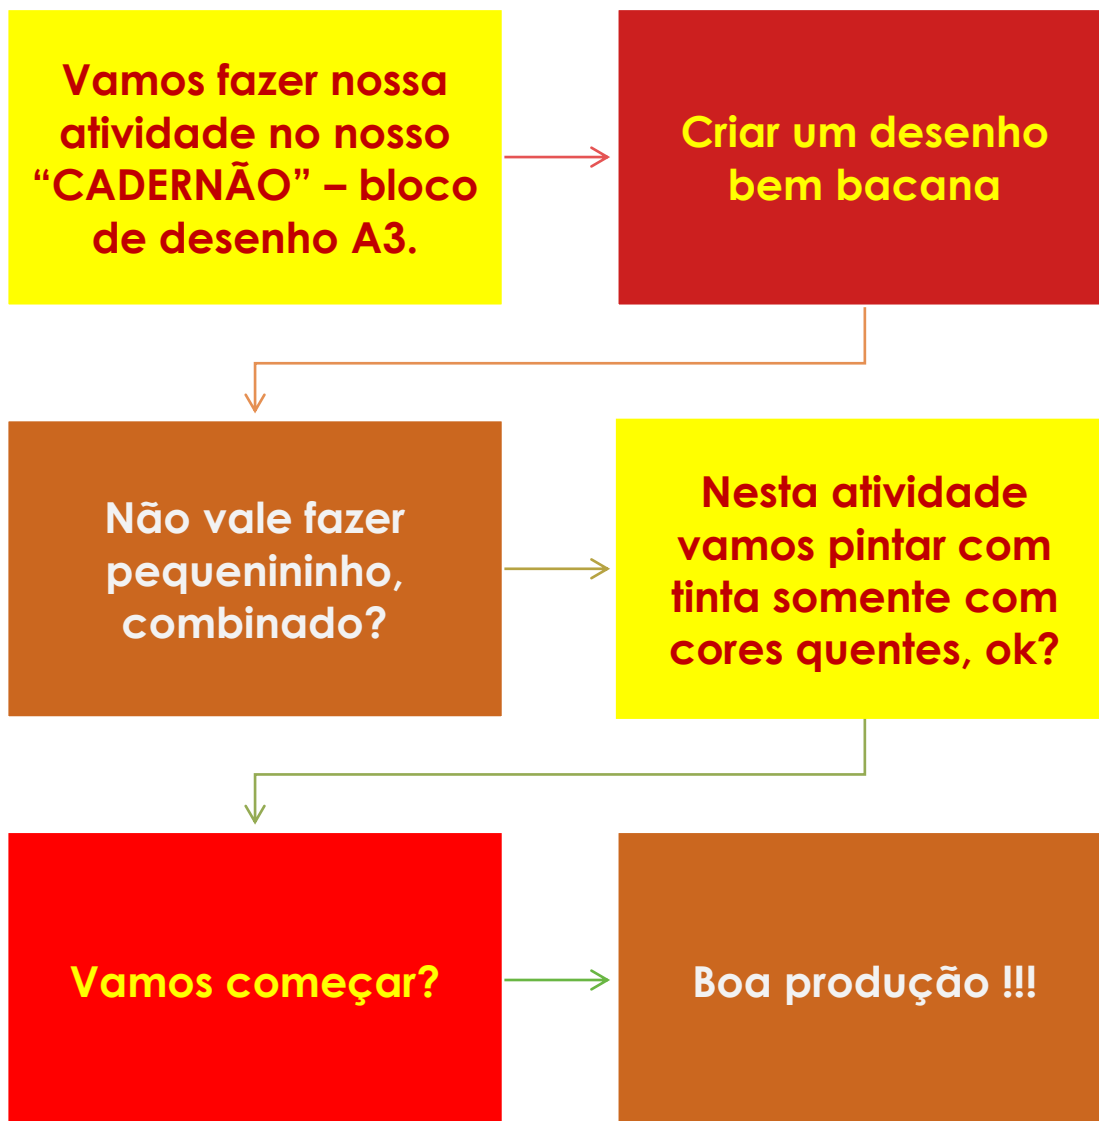 Vamos fazer nossa
atividade no nosso
“CADERNÃO” – bloco
de desenho A3.
Criar um desenho
bem bacana
Não vale fazer
pequenininho,
combinado?
Nesta atividade
vamos pintar com
tinta somente com
cores quentes, ok?
Vamos começar?
Boa produção !!!